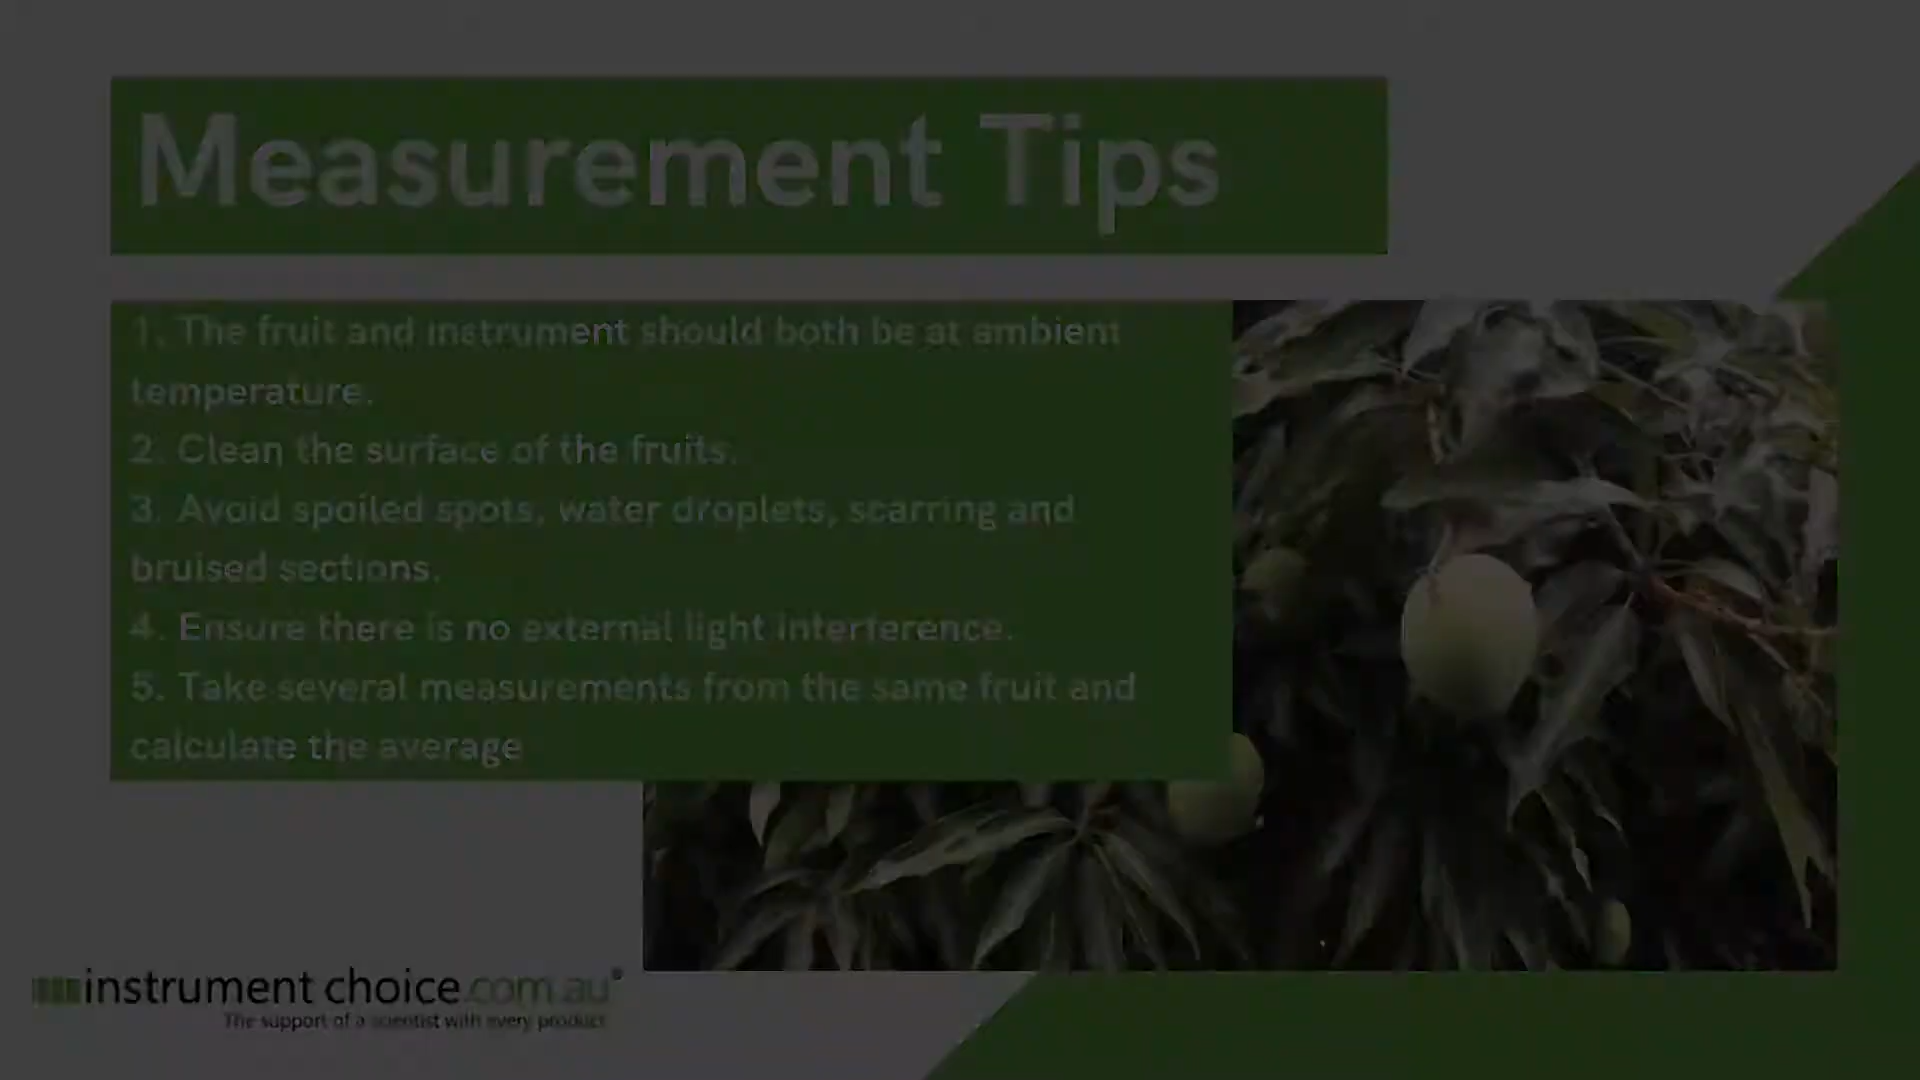 Measurement Tips
1. The fruit and instrument should both be at ambient
temperature.
2. Clean the surface of the fruits.
3. Avoid spoiled spots, water droplets, scarring and
bruised sections.
4. Ensure there is no external light interference.
5. Take several measurements from the same fruit and
calculate the average
instrument choice.com.au®
The support of a scientist with every product